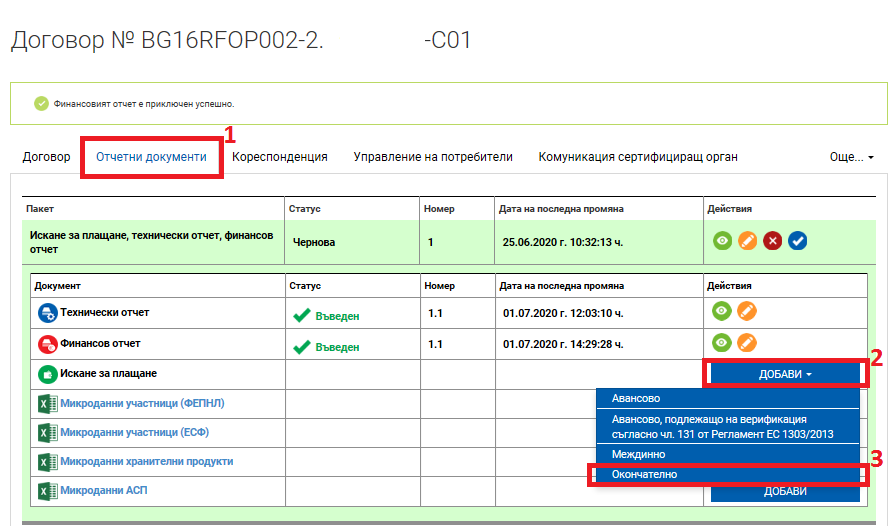 Договор № BG16RFOP002-2. -C01
Финансовият отчет е приключен успешно.
1
Договор Отчетни документи Кореспонденция Управление на потребители Комуникация сертифициращ орган Още...
Пакет Статус Номер Дата на последна промяна Действия
Искане за плащане, технически отчет, финансов
отчет
Чернова 1 25.06.2020 г. 10:32:13 ч.
Документ Статус Номер Дата на последна промяна Действия
Технически отчет Въведен 1.1 01.07.2020 г. 12:03:10 ч.
Финансов отчет Въведен 1.1 01.07.2020 г. 14:29:28 ч.
2
Искане за плащане ДОБАВИ
Авансово
Микроданни участници (ФЕПНЛ)
Авансово, подлежащо на верификация
съгласно чл. 131 от Регламент ЕС 1303/2013
Микроданни участници (ЕСФ)
Междинно
3
Микроданни хранителни продукти
Окончателно
Микроданни АСП ДОБАВИ